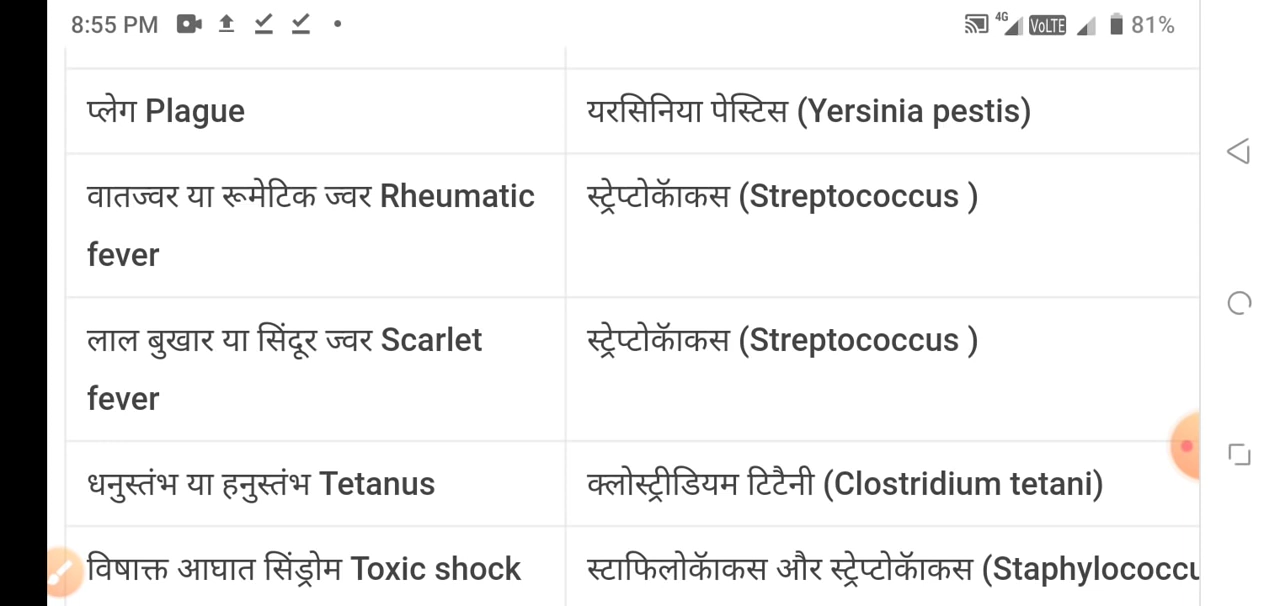 8:55 PM 4G VoLTE 81%
प्लेग Plague
यरसिनिया पेस्टिस (Yersinia pestis)
वातज्वर या रूमेटिक ज्वर Rheumatic
fever
स्ट्रेप्टोकॅाकस (Streptococcus )
लाल बुखार या सिंदूर ज्वर Scarlet
fever
स्ट्रेप्टोकॅाकस (Streptococcus )
धनुस्तंभ या हनुस्तंभ Tetanus
क्लोस्ट्रीडियम टिटैनी (Clostridium tetani)
विषाक्त आघात सिंड्रोम Toxic shock
स्टाफिलोकॅाकस और स्ट्रेप्टोकॅाकस (Staphylococcu